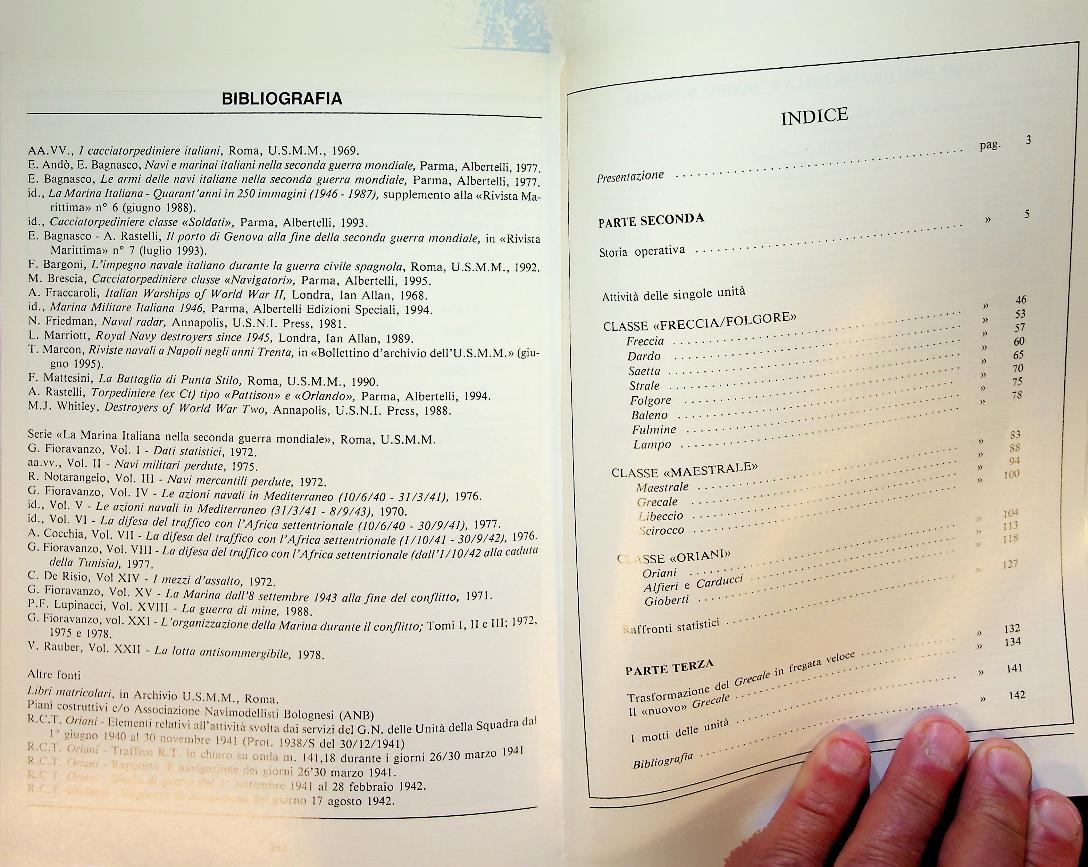 BIBLIOGRAFIA
AA.VV., I cacciatorpediniere italiani, Roma, U.S.M.M., 1969.
E. Andò, E. Bagnasco, Navi e marinai italiani nella seconda guerra mondiale, Parma, Albertelli, 1977.
E. Bagnasco, Le armi delle navi italiane nella seconda guerra mondiale, Parma, Albertelli, 1977.
id., La Marina Italiana - Quarant'anni in 250 immagini (1946 - 1987), supplemento alla «Rivista Ma-
rittima» n° 6 (giugno 1988).
id., Cacciatorpediniere classe «Soldati», Parma, Albertelli, 1993.
E. Bagnasco - A. Rastelli, Il porto di Genova alla fine della seconda guerra mondiale, in «Rivista
Marittima» n° 7 (luglio 1993).
F. Bargoni, L'impegno navale italiano durante la guerra civile spagnola, Roma, U.S.M.M., 1992.
M. Brescia, Cacciatorpediniere classe «Navigatori», Parma, Albertelli, 1995.
A. Fraccaroli, Italian Warships of World War II, Londra, Ian Allan, 1968.
id., Marina Militare Italiana 1946, Parma, Albertelli Edizioni Speciali, 1994.
N. Friedman, Naval radar, Annapolis, U.S.N.I. Press, 1981.
L. Marriott, Royal Navy destroyers since 1945, Londra, Ian Allan, 1989.
T. Marcon, Riviste navali a Napoli negli anni Trenta, in «Bollettino d'archivio dell'U.S.M.M.» (giu-
gno 1995).
F. Mattesini, La Battaglia di Punta Stilo, Roma, U.S.M.M., 1990.
A. Rastelli, Torpediniere (ex Ct) tipo «Pattison» e «Orlando», Parma, Albertelli, 1994.
M.J. Whitley, Destroyers of World War Two, Annapolis, U.S.N.I. Press, 1988.
Serie «La Marina Italiana nella seconda guerra mondiale», Roma, U.S.M.M.
G. Fioravanzo, Vol. I - Dati statistici, 1972.
aa.vv., Vol. II - Navi militari perdute, 1975.
R. Notarangelo, Vol. III - Navi mercantili perdute, 1972.
G. Fioravanzo, Vol. IV - Le azioni navali in Mediterraneo (10/6/40 - 31/3/41), 1976.
id., Vol. V - Le azioni navali in Mediterraneo (31/3/41 - 8/9/43), 1970.
id., Vol. VI - La difesa del traffico con l'Africa settentrionale (10/6/40 - 30/9/41), 1977.
A. Cocchia, Vol. VII - La difesa del traffico con l'Africa settentrionale (1/10/41 - 30/9/42), 1976.
G. Fioravanzo, Vol. VIII - La difesa del traffico con l'Africa settentrionale (dall'1/10/42 alla caduta
della Tunisia), 1977.
C. De Risio, Vol XIV - I mezzi d'assalto, 1972.
G. Fioravanzo, Vol. XV - La Marina dall'8 settembre 1943 alla fine del conflitto, 1971.
P.F. Lupinacci, Vol. XVIII - La guerra di mine, 1988.
G. Fioravanzo, vol. XXI - L'organizzazione della Marina durante il conflitto; Tomi I, II e III; 1972,
1975 e 1978.
V. Rauber, Vol. XXII - La lotta antisommergibile, 1978.
Altre fonti
Libri matricolari, in Archivio U.S.M.M., Roma.
Piani costruttivi c/o Associazione Navimodellisti Bolognesi (ANB)
R.C.T. Oriani - Elementi relativi all'attività svolta dai servizi del G.N. delle Unità della Squadra dal
1° giugno 1940 al 30 novembre 1941 (Prot. 1938/S del 30/12/1941)
R.C.T. Oriani - Traffico R.T. in chiaro su onda m. 141,18 durante i giorni 26/30 marzo 1941
R.C.T. Oriani - Rapporto di navigazione dei giorni 26'30 marzo 1941.
R.C.T. Oriani - 1° settembre 1941 al 28 febbraio 1942.
giorno 17 agosto 1942.
INDICE
pag. 3
Presentazione
PARTE SECONDA
Storia operativa » 5
Attività delle singole unità
CLASSE «FRECCIA/FOLGORE»
Freccia » 46
Dardo » 53
Saetta » 57
Strale » 60
Folgore » 65
Baleno » 70
Fulmine » 75
Lampo » 78
CLASSE «MAESTRALE»
Maestrale » 83
Grecale » 88
Libeccio » 94
Scirocco » 100
CLASSE «ORIANI»
Oriani » 104
Alfieri e Carducci » 113
Gioberti » 118
Raffronti statistici » 127
PARTE TERZA
Trasformazione del Grecale in fregata veloce » 132
Il «nuovo» Grecale » 134
I motti delle unità » 141
Bibliografia » 142